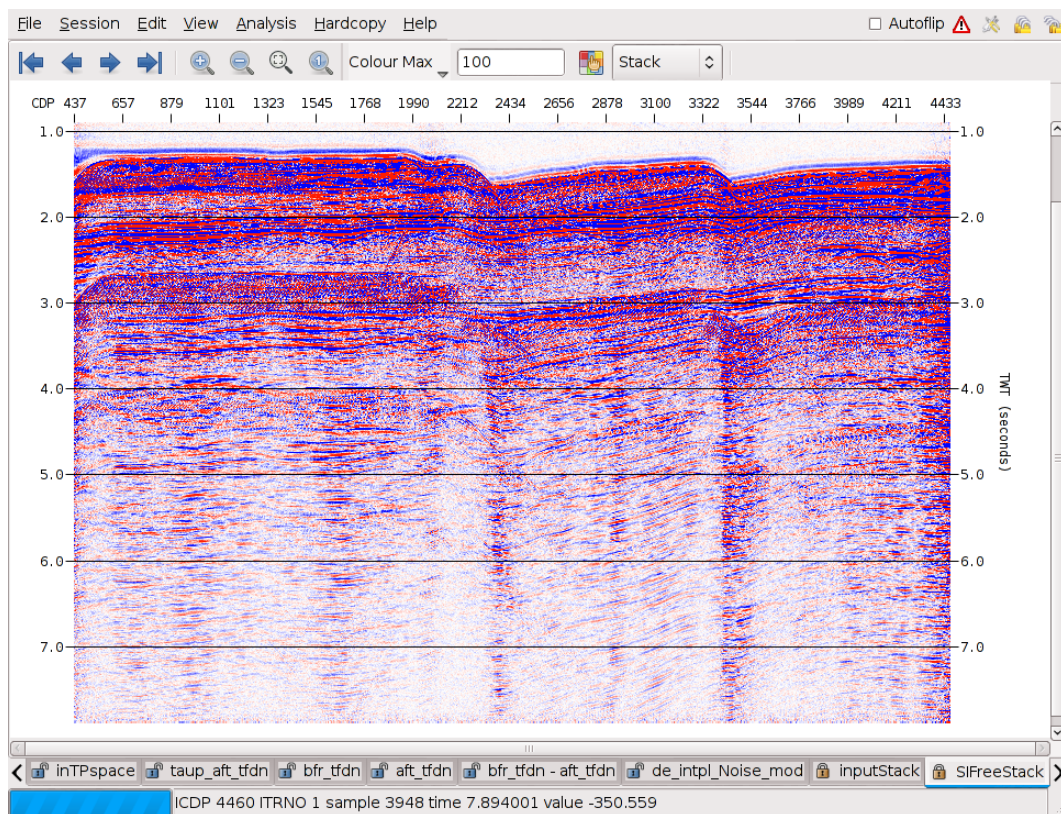 File Session Edit View Analysis Hardcopy Help Autoflip
Colour Max 100 Stack
CDP 437 657 879 1101 1323 1545 1768 1990 2212 2434 2656 2878 3100 3322 3544 3766 3989 4211 4433
1.0 1.0
2.0 2.0
3.0 3.0
4.0 4.0
TWT (seconds)
5.0 5.0
6.0 6.0
7.0 7.0
inTPspace taup_aft_tfdn bfr_tfdn aft_tfdn bfr_tfdn - aft_tfdn de_intpl_Noise_mod inputStack SIFreeStack
ICDP 4460 ITRNO 1 sample 3948 time 7.894001 value -350.559